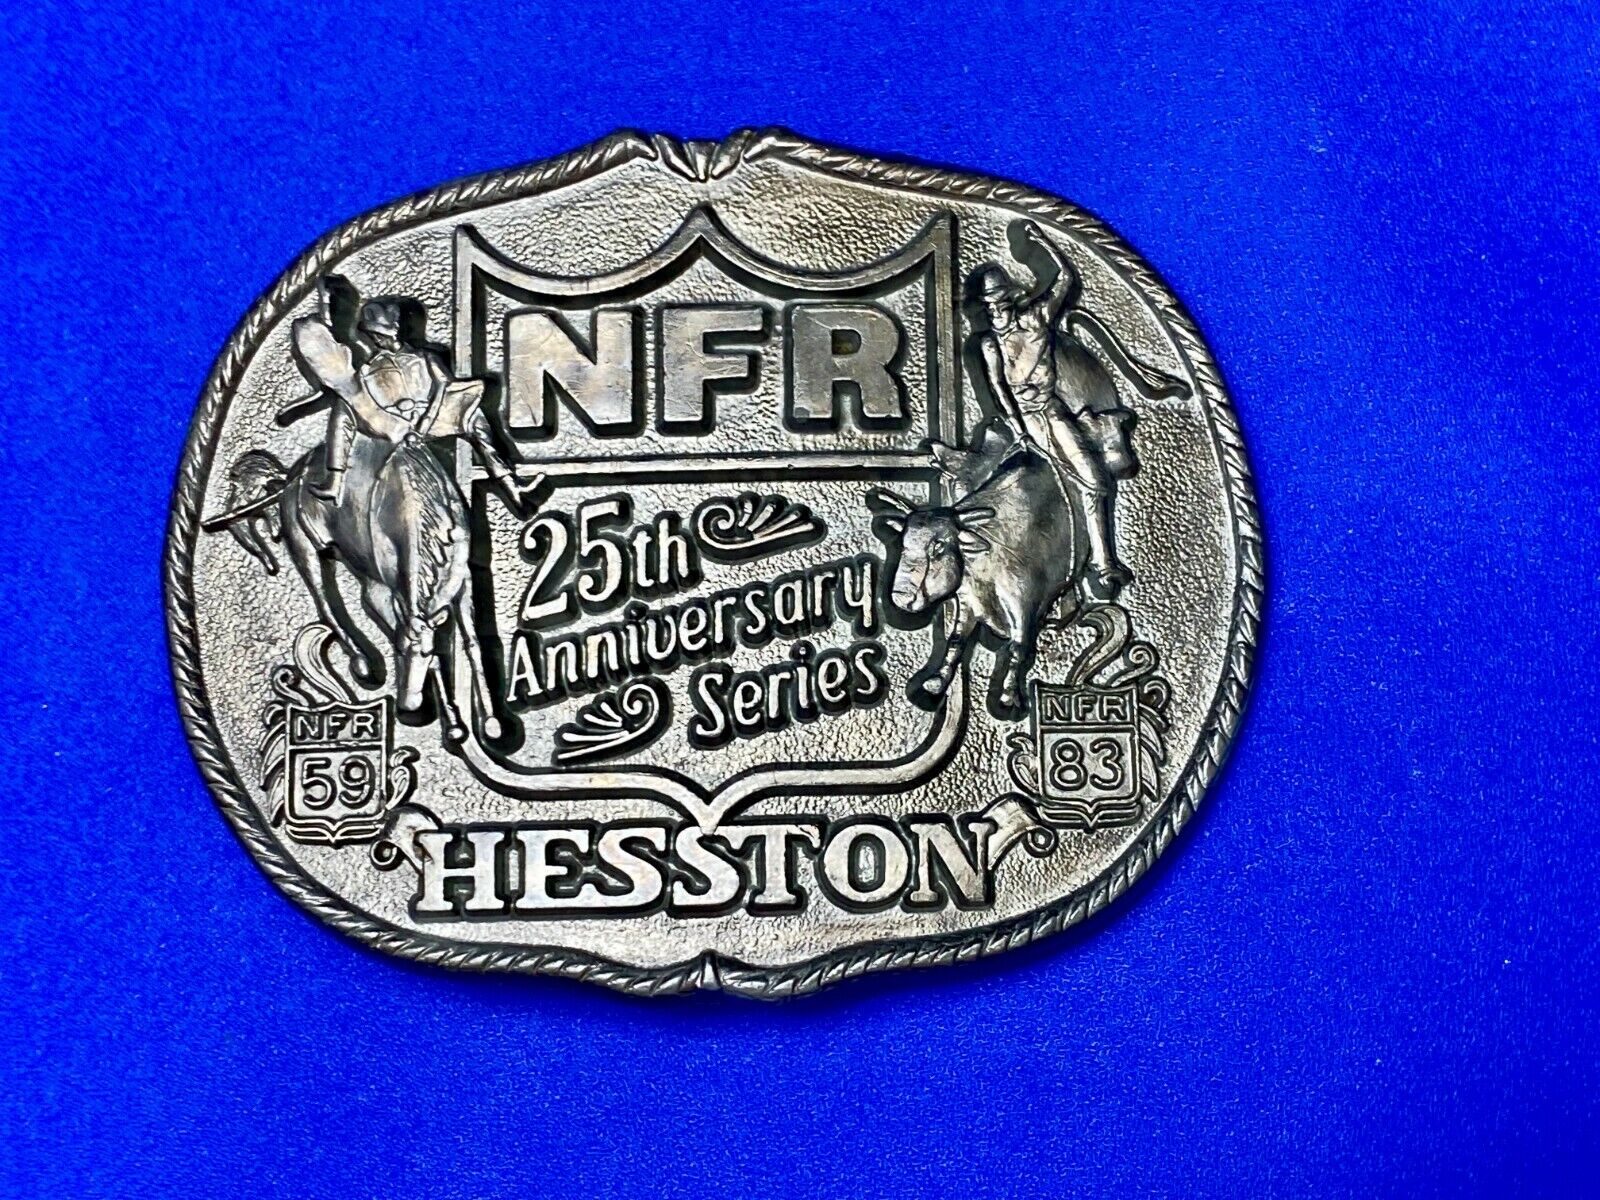 NFR
25th
Anniversary
Series
NFR
59
NFR
83
HESSTON